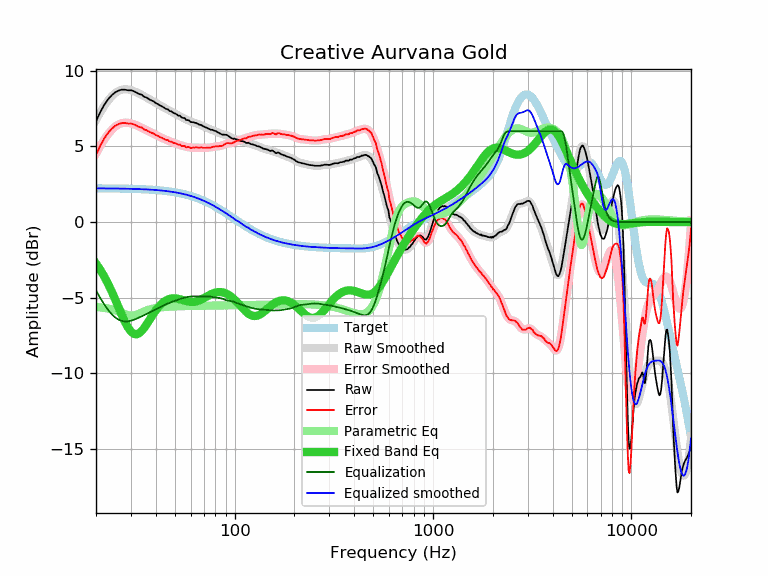 Creative Aurvana Gold
10
5
0
−5
−10
−15
Amplitude (dBr)
Target
Raw Smoothed
Error Smoothed
Raw
Error
Parametric Eq
Fixed Band Eq
Equalization
Equalized smoothed
100
1000
10000
Frequency (Hz)